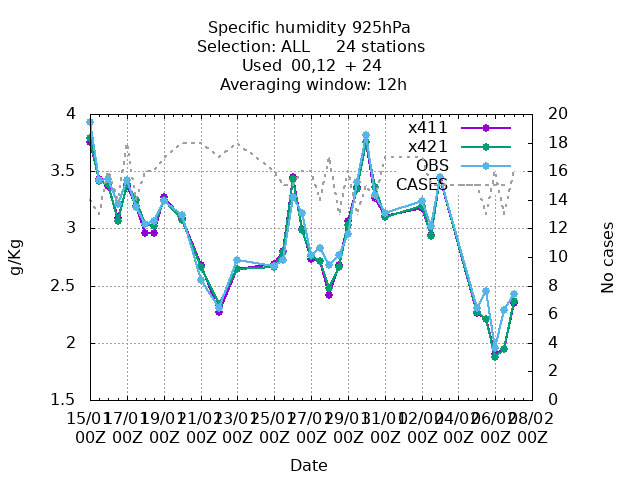 Specific humidity 925hPa
Selection: ALL 24 stations
Used 00,12 + 24
Averaging window: 12h
4
3.5
3
2.5
2
1.5
g/Kg
20
18
16
14
12
10
8
6
4
2
0
No cases
x411
x421
OBS
CASES
15/01 17/01 19/01 21/01 23/01 25/01 27/01 29/01 31/01 02/02 04/02 06/02 08/02
00Z 00Z 00Z 00Z 00Z 00Z 00Z 00Z 00Z 00Z 00Z 00Z 00Z
Date